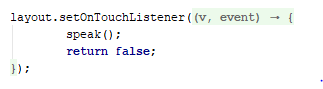 layout.setOnTouchListener((v, event) → {
        speak();
        return false;
});